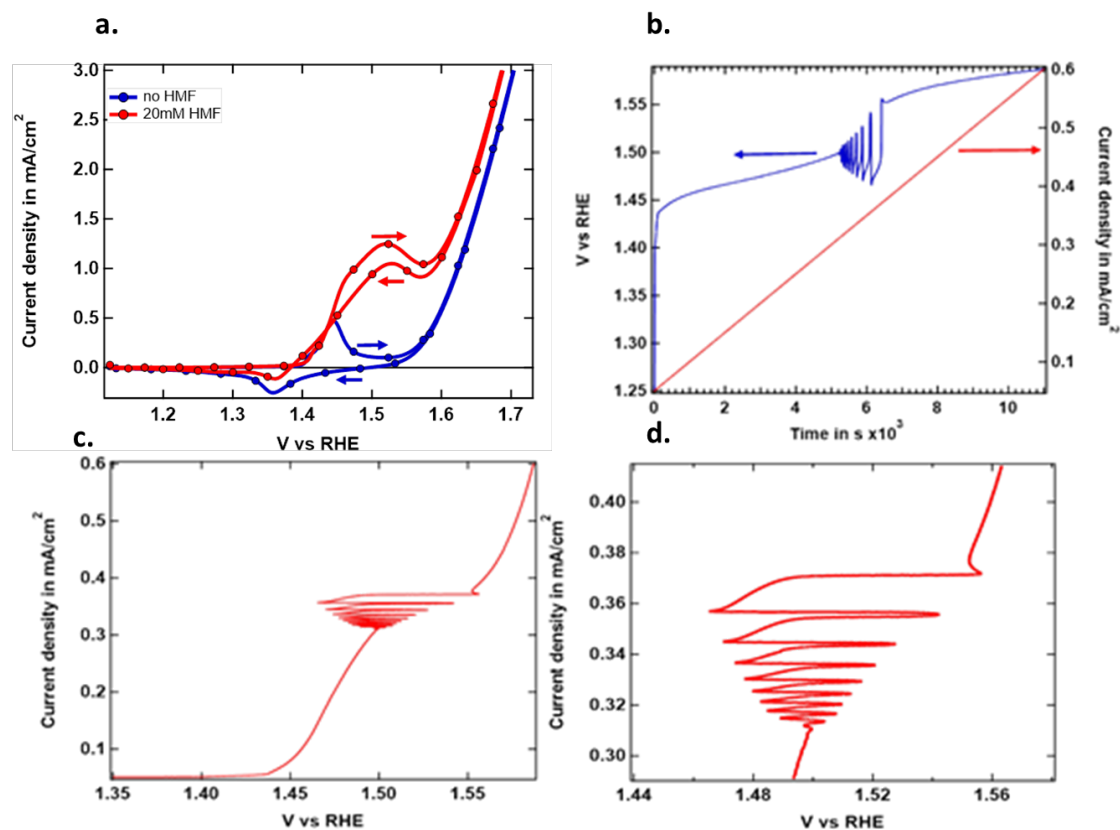 a.
3.0
2.5
2.0
1.5
1.0
0.5
0.0
Current density in mA/cm2
no HMF
20mM HMF
1.2 1.3 1.4 1.5 1.6 1.7
V vs RHE
b.
1.55
1.50
1.45
1.40
1.35
1.30
1.25
V vs RHE
0.6
0.5
0.4
0.3
0.2
0.1
Current density in mA/cm2
0 2 4 6 8 10
Time in s x103
c.
0.6
0.5
0.4
0.3
0.2
0.1
Current density in mA/cm2
1.35 1.40 1.45 1.50 1.55
V vs RHE
d.
0.40
0.38
0.36
0.34
0.32
0.30
Current density in mA/cm2
1.44 1.48 1.52 1.56
V vs RHE